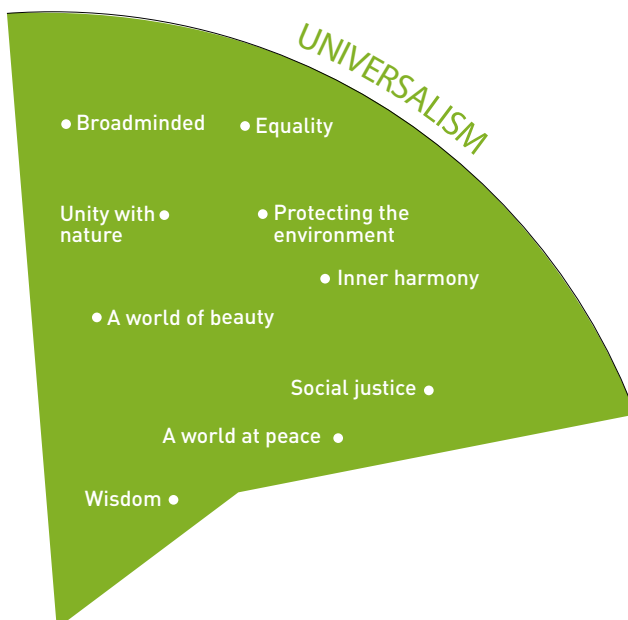 UNIVERSALISM
Broadminded
Equality
Unity with
nature
Protecting the
environment
Inner harmony
A world of beauty
Social justice
A world at peace
Wisdom